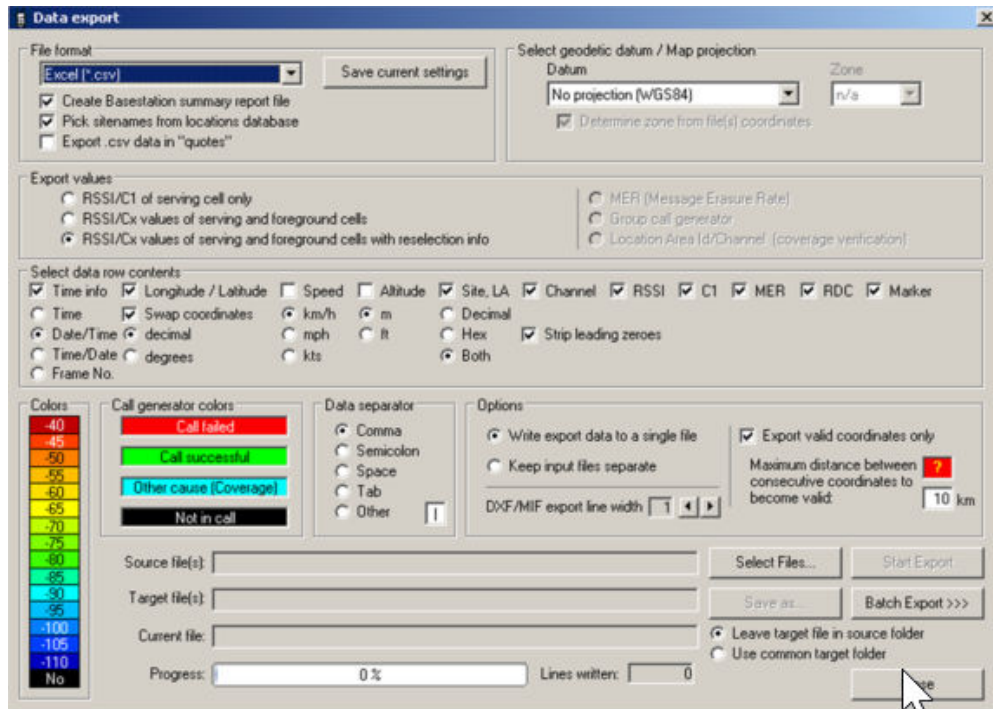 Data export
File format
Excel (*.csv)
Save current settings
Create Basestation summary report file
Pick sitenames from locations database
Export .csv data in "quotes"
Select geodetic datum / Map projection
Datum
Zone
No projection (WGS84)
n/a
Determine zone from file(s) coordinates
Export values
RSSI/C1 of serving cell only
RSSI/Cx values of serving and foreground cells
RSSI/Cx values of serving and foreground cells with reselection info
MER (Message Erasure Rate)
Group call generator
Location Area Id/Channel (coverage verification)
Select data row contents
Time info Longitude / Latitude Speed Altitude Site, LA Channel RSSI C1 MER RDC Marker
Time Swap coordinates km/h m Decimal
Date/Time decimal mph ft Hex Strip leading zeroes
Time/Date degrees kts Both
Frame No.
Colors
-40
-45
-50
-55
-60
-65
-70
-75
-80
-85
-90
-95
-100
-105
-110
No
Call generator colors
Call failed
Call successful
Other cause (Coverage)
Not in call
Data separator
Comma
Semicolon
Space
Tab
Other
Options
Write export data to a single file
Keep input files separate
DXF/MIF export line width 1
Export valid coordinates only
Maximum distance between
consecutive coordinates to
become valid:
?
10 km
Source file(s):
Select Files...
Start Export
Target file(s):
Save as...
Batch Export >>>
Current file:
Leave target file in source folder
Use common target folder
Progress: 0 %
Lines written: 0